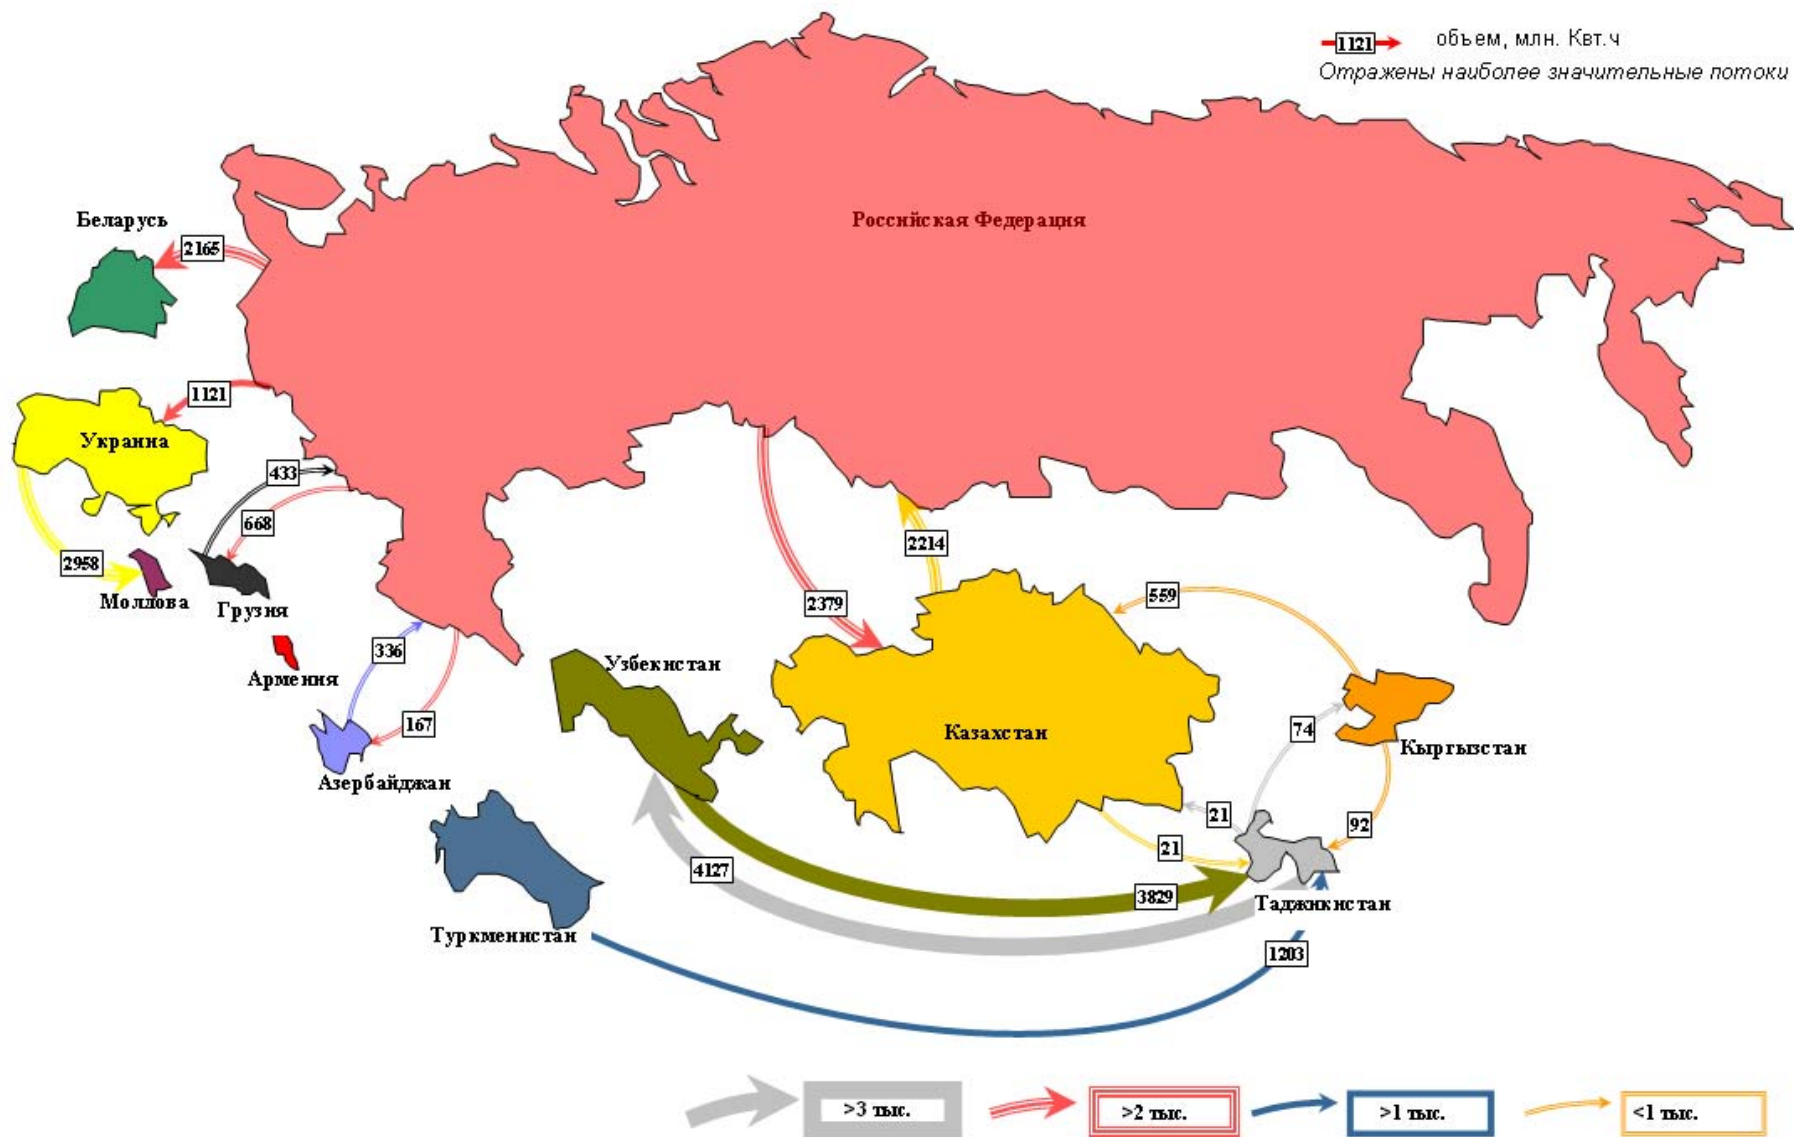 1121 объем, млн. Квт.ч
Отражены наиболее значительные потоки
Беларусь
Российская Федерация
2165
1121
Украина
433
668
2214
2958
Молдова
Грузия
2379
559
336
Армения
Узбекистан
167
Казахстан
74
Кыргызстан
Азербайджан
21
92
21
4127
3829
Таджикистан
Туркменистан
1203
>3 тыс.
>2 тыс.
>1 тыс.
<1 тыс.